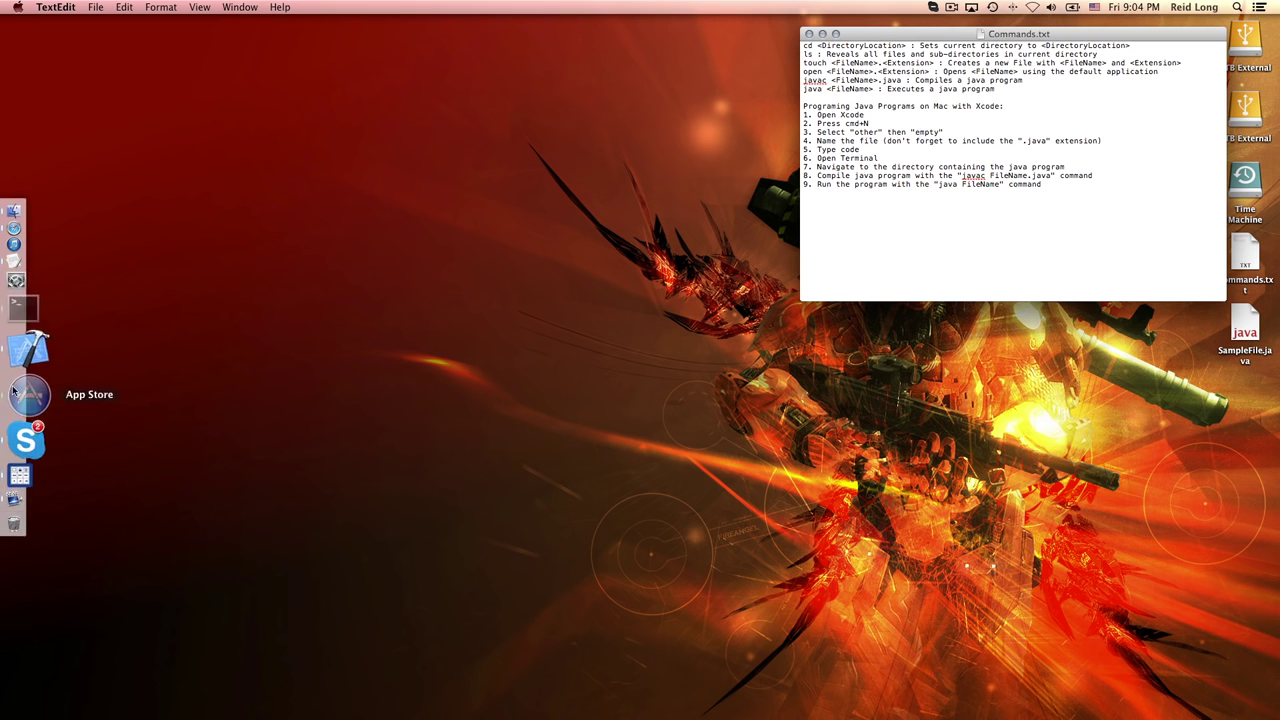 TextEdit File Edit Format View Window Help
Fri 9:04 PM Reid Long
Commands.txt
cd <DirectoryLocation> : Sets current directory to <DirectoryLocation>
ls : Reveals all files and sub-directories in current directory
touch <FileName>.<Extension> : Creates a new File with <FileName> and <Extension>
open <FileName>.<Extension> : Opens <FileName> using the default application
javac <FileName>.java : Compiles a java program
java <FileName> : Executes a java program
Programing Java Programs on Mac with Xcode:
1. Open Xcode
2. Press cmd+N
3. Select "other" then "empty"
4. Name the file (don't forget to include the ".java" extension)
5. Type code
6. Open Terminal
7. Navigate to the directory containing the java program
8. Compile java program with the "javac FileName.java" command
9. Run the program with the "java FileName" command
TB External
TB External
Time
Machine
TXT
ommands.tx
t
java
SampleFile.ja
va
App Store
S
2